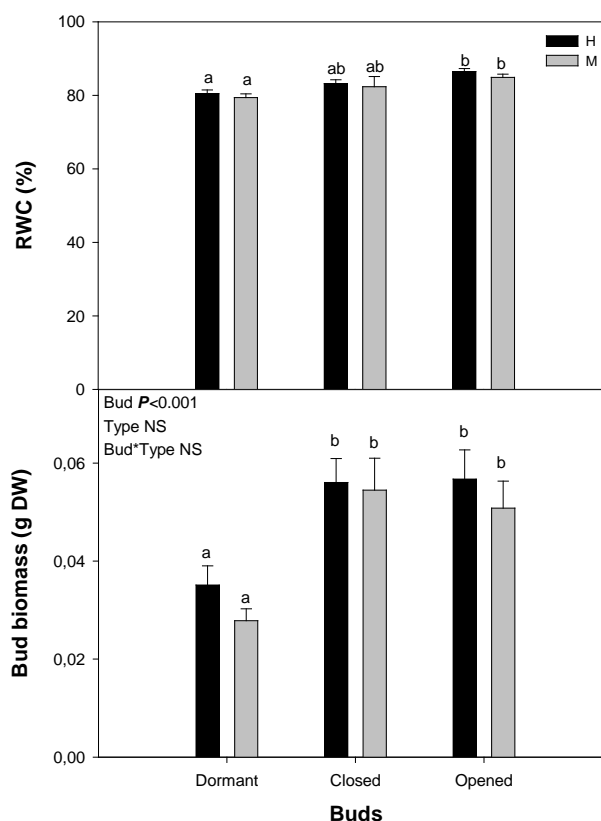 100
H
M
80
60
40
20
0
RWC (%)
a a ab ab b b
Bud P<0.001
Type NS
Bud*Type NS
0,06
0,04
0,02
0,00
Bud biomass (g DW)
a a b b b b
Dormant Closed Opened
Buds